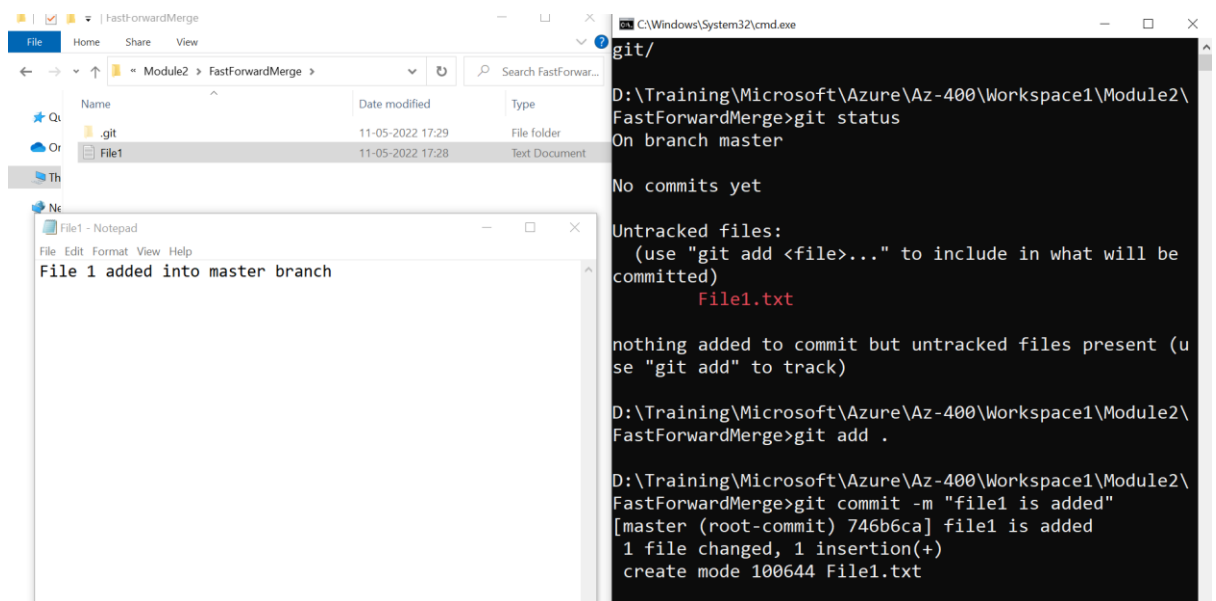 FastForwardMerge
File Home Share View
« Module2 > FastForwardMerge > Search FastForwar...
Name Date modified Type
.git 11-05-2022 17:29 File folder
File1 11-05-2022 17:28 Text Document
Qu
Or
Th
Ne
File1 - Notepad
File Edit Format View Help
File 1 added into master branch
C:\Windows\System32\cmd.exe
git/
D:\Training\Microsoft\Azure\Az-400\Workspace1\Module2\
FastForwardMerge>git status
On branch master
No commits yet
Untracked files:
(use "git add <file>..." to include in what will be
committed)
File1.txt
nothing added to commit but untracked files present (u
se "git add" to track)
D:\Training\Microsoft\Azure\Az-400\Workspace1\Module2\
FastForwardMerge>git add .
D:\Training\Microsoft\Azure\Az-400\Workspace1\Module2\
FastForwardMerge>git commit -m "file1 is added"
[master (root-commit) 746b6ca] file1 is added
1 file changed, 1 insertion(+)
create mode 100644 File1.txt